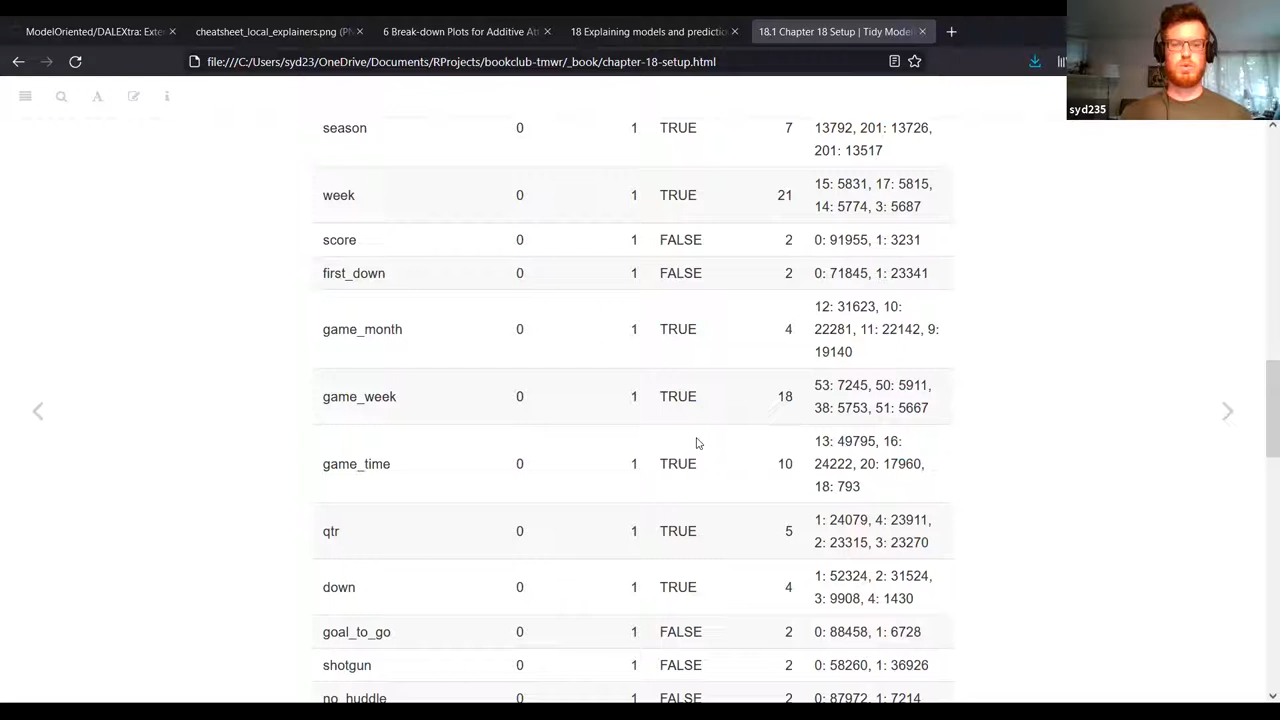 ModelOriented/DALEXtra: Exte
cheatsheet_local_explainers.png (PN
6 Break-down Plots for Additive Att
18 Explaining models and predictio
18.1 Chapter 18 Setup | Tidy Model
file:///C:/Users/syd23/OneDrive/Documents/RProjects/bookclub-tmwr/_book/chapter-18-setup.html
syd235
season 0 1 TRUE 7 13792, 201: 13726,
201: 13517
week 0 1 TRUE 21 15: 5831, 17: 5815,
14: 5774, 3: 5687
score 0 1 FALSE 2 0: 91955, 1: 3231
first_down 0 1 FALSE 2 0: 71845, 1: 23341
game_month 0 1 TRUE 4 12: 31623, 10:
22281, 11: 22142, 9:
19140
game_week 0 1 TRUE 18 53: 7245, 50: 5911,
38: 5753, 51: 5667
game_time 0 1 TRUE 10 13: 49795, 16:
24222, 20: 17960,
18: 793
qtr 0 1 TRUE 5 1: 24079, 4: 23911,
2: 23315, 3: 23270
down 0 1 TRUE 4 1: 52324, 2: 31524,
3: 9908, 4: 1430
goal_to_go 0 1 FALSE 2 0: 88458, 1: 6728
shotgun 0 1 FALSE 2 0: 58260, 1: 36926
no_huddle 0 1 FALSE 2 0: 87972, 1: 7214